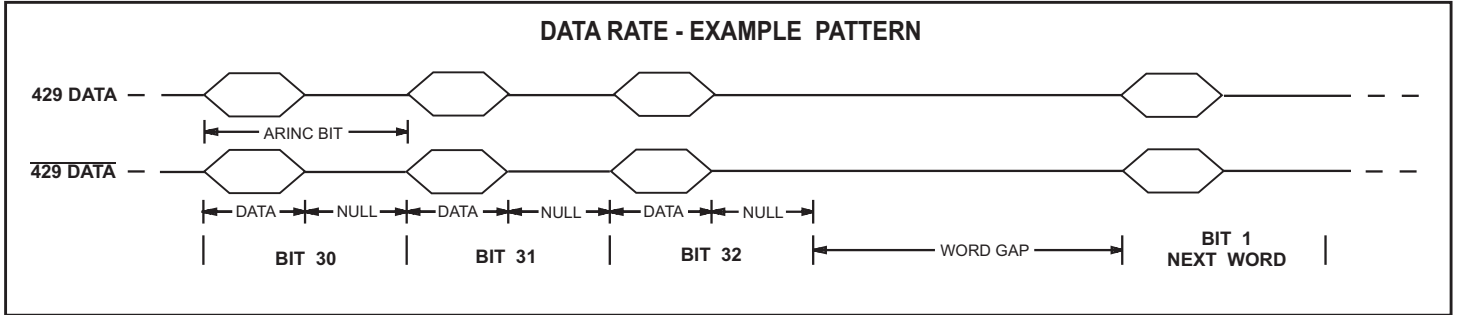 DATA RATE - EXAMPLE PATTERN
429 DATA
ARINC BIT
429 DATA
DATA NULL DATA NULL DATA NULL
BIT 30 BIT 31 BIT 32 WORD GAP BIT 1
NEXT WORD